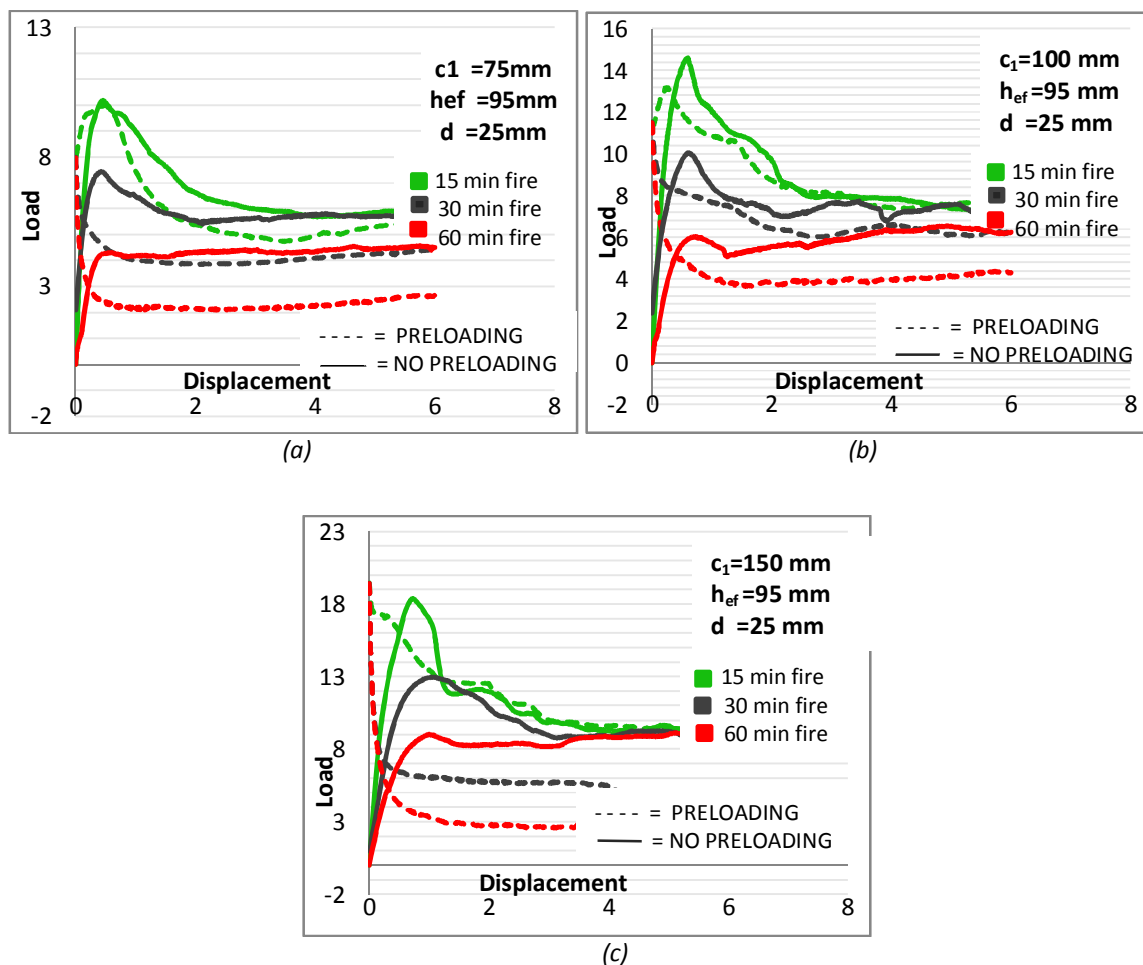 13
8
3
-2
0
2
4
6
8
Load
Displacement
c1 =75mm
hef =95mm
d =25mm
15 min fire
30 min fire
60 min fire
= PRELOADING
= NO PRELOADING
(a)
16
14
12
10
8
6
4
2
0
-2
0
2
4
6
8
Load
Displacement
c1=100 mm
hef =95 mm
d =25 mm
15 min fire
30 min fire
60 min fire
= PRELOADING
= NO PRELOADING
(b)
23
18
13
8
3
-2
0
2
4
6
8
Load
Displacement
c1=150 mm
hef =95 mm
d =25 mm
15 min fire
30 min fire
60 min fire
= PRELOADING
= NO PRELOADING
(c)